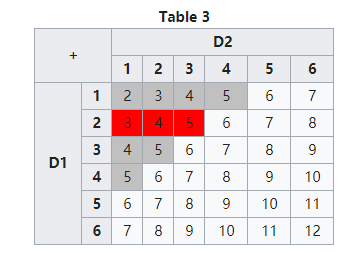 Table 3
+ D2
1 2 3 4 5 6
D1 1 2 3 4 5 6 7
2 3 4 5 6 7 8
3 4 5 6 7 8 9
4 5 6 7 8 9 10
5 6 7 8 9 10 11
6 7 8 9 10 11 12